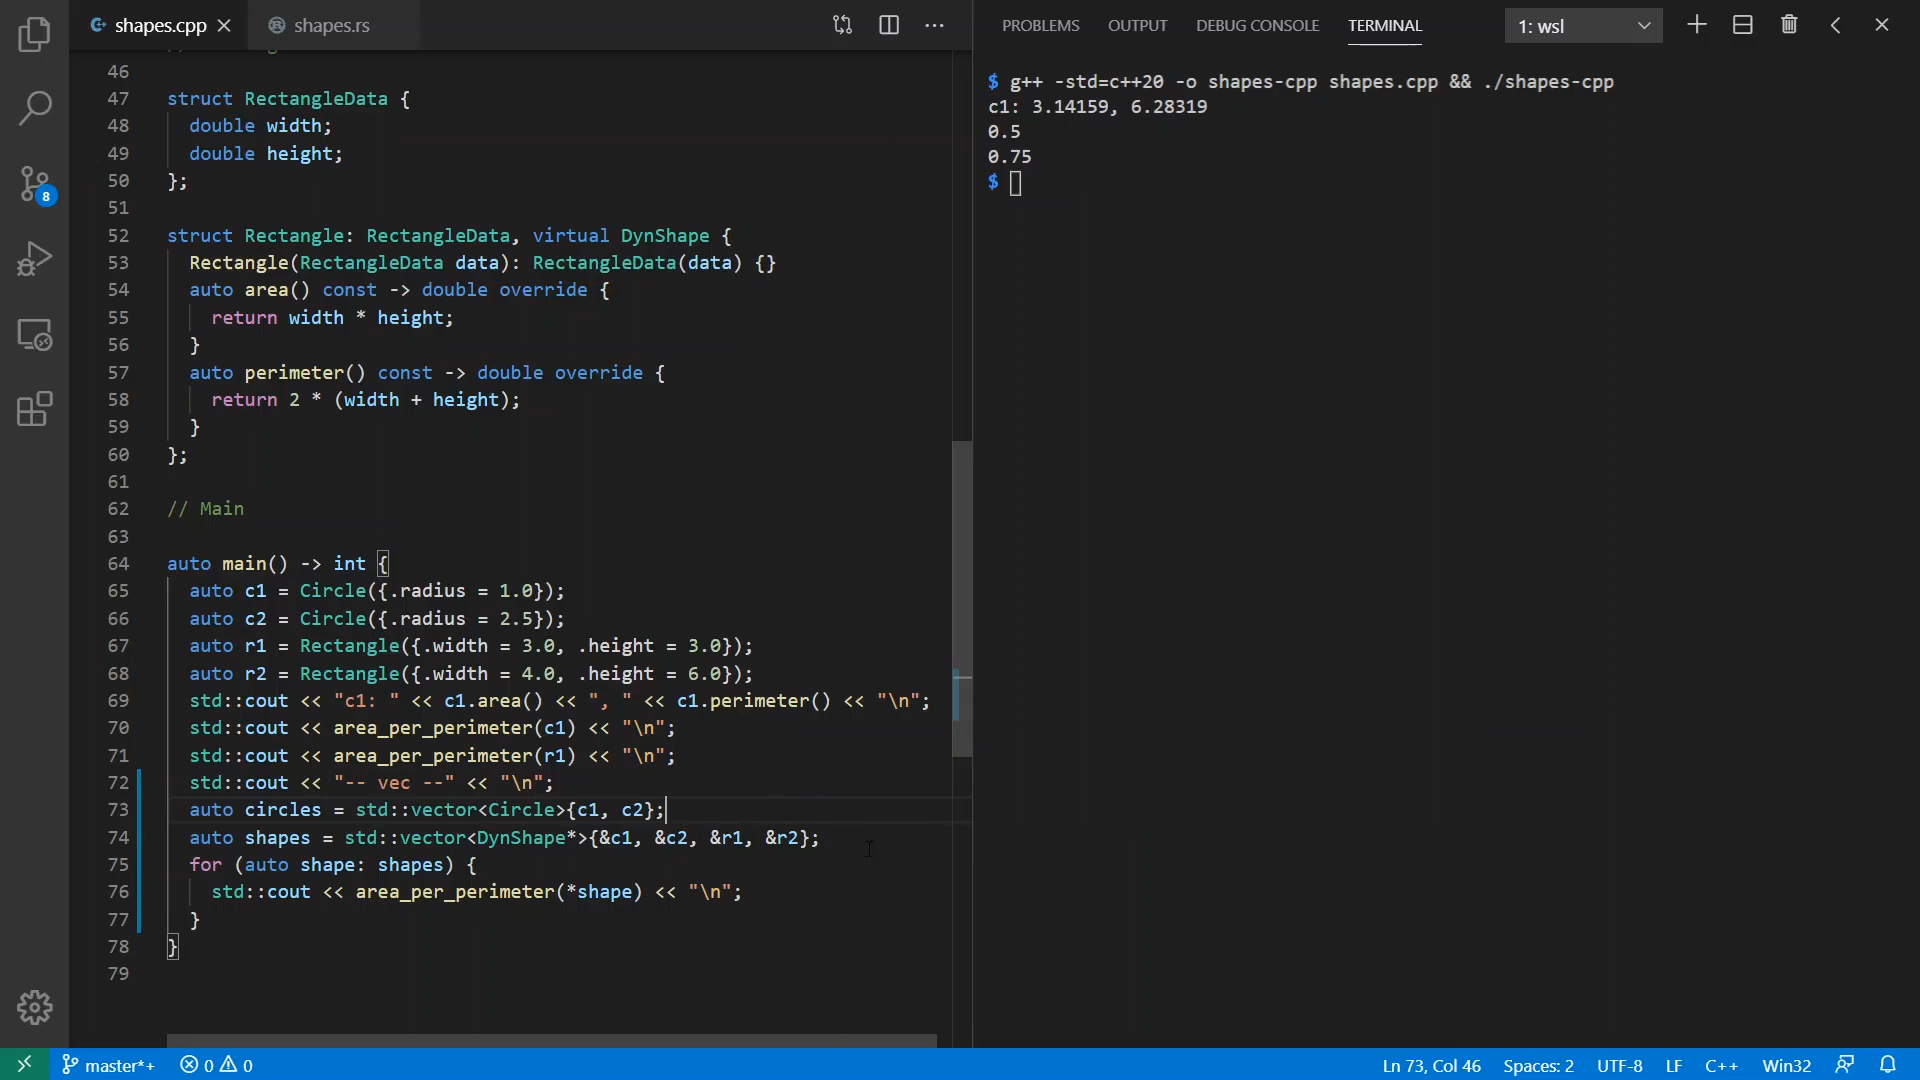 shapes.cpp
shapes.rs
46
47 struct RectangleData {
48 double width;
49 double height;
50 };
51
52 struct Rectangle: RectangleData, virtual DynShape {
53 Rectangle(RectangleData data): RectangleData(data) {}
54 auto area() const -> double override {
55 return width * height;
56 }
57 auto perimeter() const -> double override {
58 return 2 * (width + height);
59 }
60 };
61
62 // Main
63
64 auto main() -> int {
65 auto c1 = Circle({.radius = 1.0});
66 auto c2 = Circle({.radius = 2.5});
67 auto r1 = Rectangle({.width = 3.0, .height = 3.0});
68 auto r2 = Rectangle({.width = 4.0, .height = 6.0});
69 std::cout << "c1: " << c1.area() << ", " << c1.perimeter() << "\n";
70 std::cout << area_per_perimeter(c1) << "\n";
71 std::cout << area_per_perimeter(r1) << "\n";
72 std::cout << "-- vec --" << "\n";
73 auto circles = std::vector<Circle>{c1, c2};
74 auto shapes = std::vector<DynShape*>{&c1, &c2, &r1, &r2};
75 for (auto shape: shapes) {
76 std::cout << area_per_perimeter(*shape) << "\n";
77 }
78 }
79
PROBLEMS OUTPUT DEBUG CONSOLE TERMINAL 1: wsl
$ g++ -std=c++20 -o shapes-cpp shapes.cpp && ./shapes-cpp
c1: 3.14159, 6.28319
0.5
0.75
$
8
master*+ 0 0 Ln 73, Col 46 Spaces: 2 UTF-8 LF C++ Win32